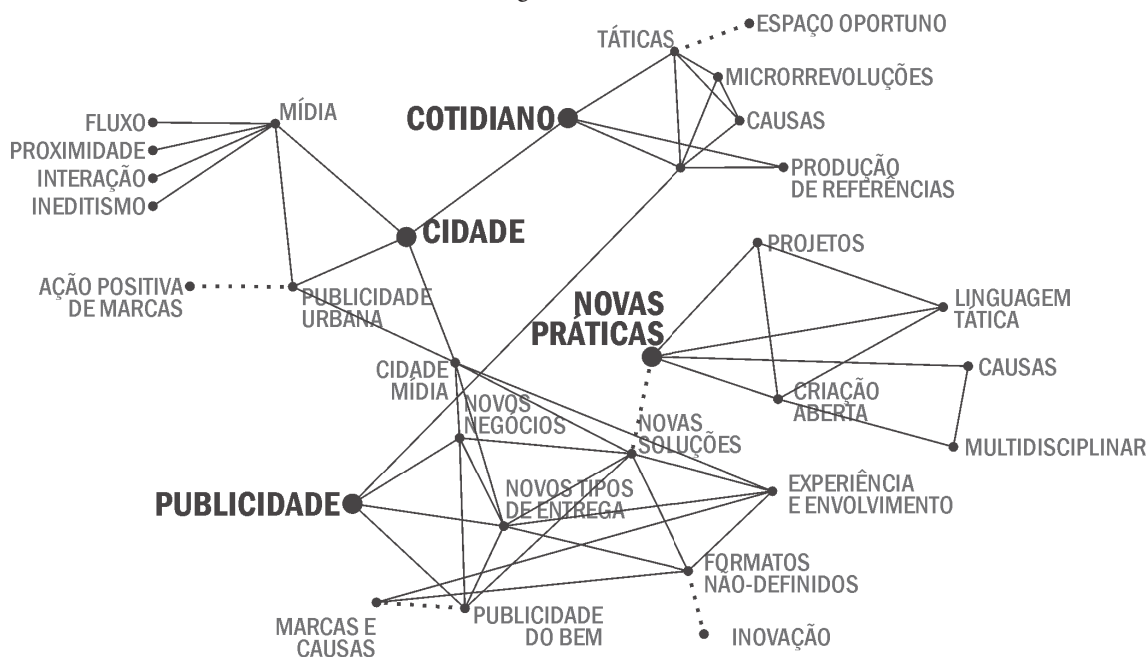 ESPAÇO OPORTUNO
TÁTICAS
MICRORREVOLUÇÕES
COTIDIANO
CAUSAS
MÍDIA
FLUXO
PROXIMIDADE
INTERAÇÃO
INEDITISMO
PRODUÇÃO
DE REFERÊNCIAS
CIDADE
PROJETOS
AÇÃO POSITIVA
DE MARCAS
PUBLICIDADE
URBANA
NOVAS
PRÁTICAS
LINGUAGEM
TÁTICA
CIDADE
MÍDIA
CAUSAS
CRIAÇÃO
ABERTA
NOVOS
NEGÓCIOS
NOVAS
SOLUÇÕES
MULTIDISCIPLINAR
PUBLICIDADE
NOVOS TIPOS
DE ENTREGA
EXPERIÊNCIA
E ENVOLVIMENTO
FORMATOS
NÃO-DEFINIDOS
MARCAS E
CAUSAS
PUBLICIDADE
DO BEM
INOVAÇÃO